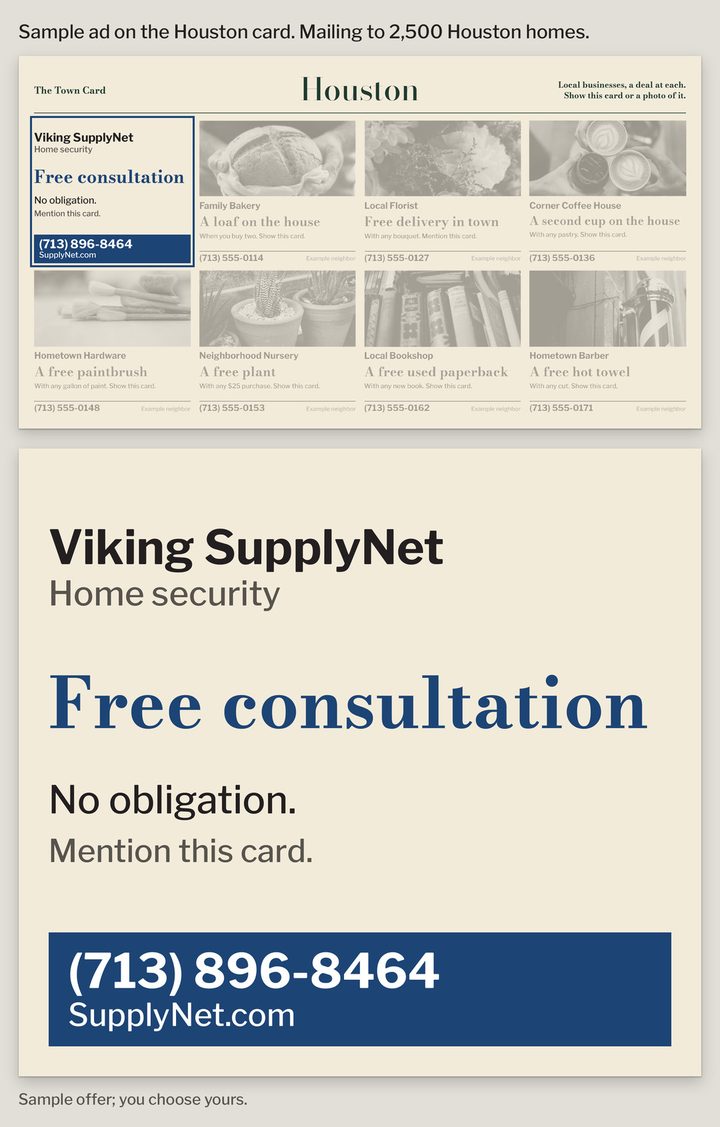 Sample ad on the Houston card. Mailing to 2,500 Houston homes.
The Town Card
Houston
Local businesses, a deal at each.
Show this card or a photo of it.
Viking SupplyNet
Home security
Free consultation
No obligation.
Mention this card.
(713) 896-8464
SupplyNet.com
Family Bakery
A loaf on the house
When you buy two. Show this card.
(713) 555-0114
Example neighbor
Local Florist
Free delivery in town
With any bouquet. Mention this card.
(713) 555-0127
Example neighbor
Corner Coffee House
A second cup on the house
With any pastry. Show this card.
(713) 555-0136
Example neighbor
Hometown Hardware
A free paintbrush
With any gallon of paint. Show this card.
(713) 555-0148
Example neighbor
Neighborhood Nursery
A free plant
With any $25 purchase. Show this card.
(713) 555-0153
Example neighbor
Local Bookshop
A free used paperback
With any new book. Show this card.
(713) 555-0162
Example neighbor
Hometown Barber
A free hot towel
With any cut. Show this card.
(713) 555-0171
Example neighbor
Viking SupplyNet
Home security
Free consultation
No obligation.
Mention this card.
(713) 896-8464
SupplyNet.com
Sample offer; you choose yours.